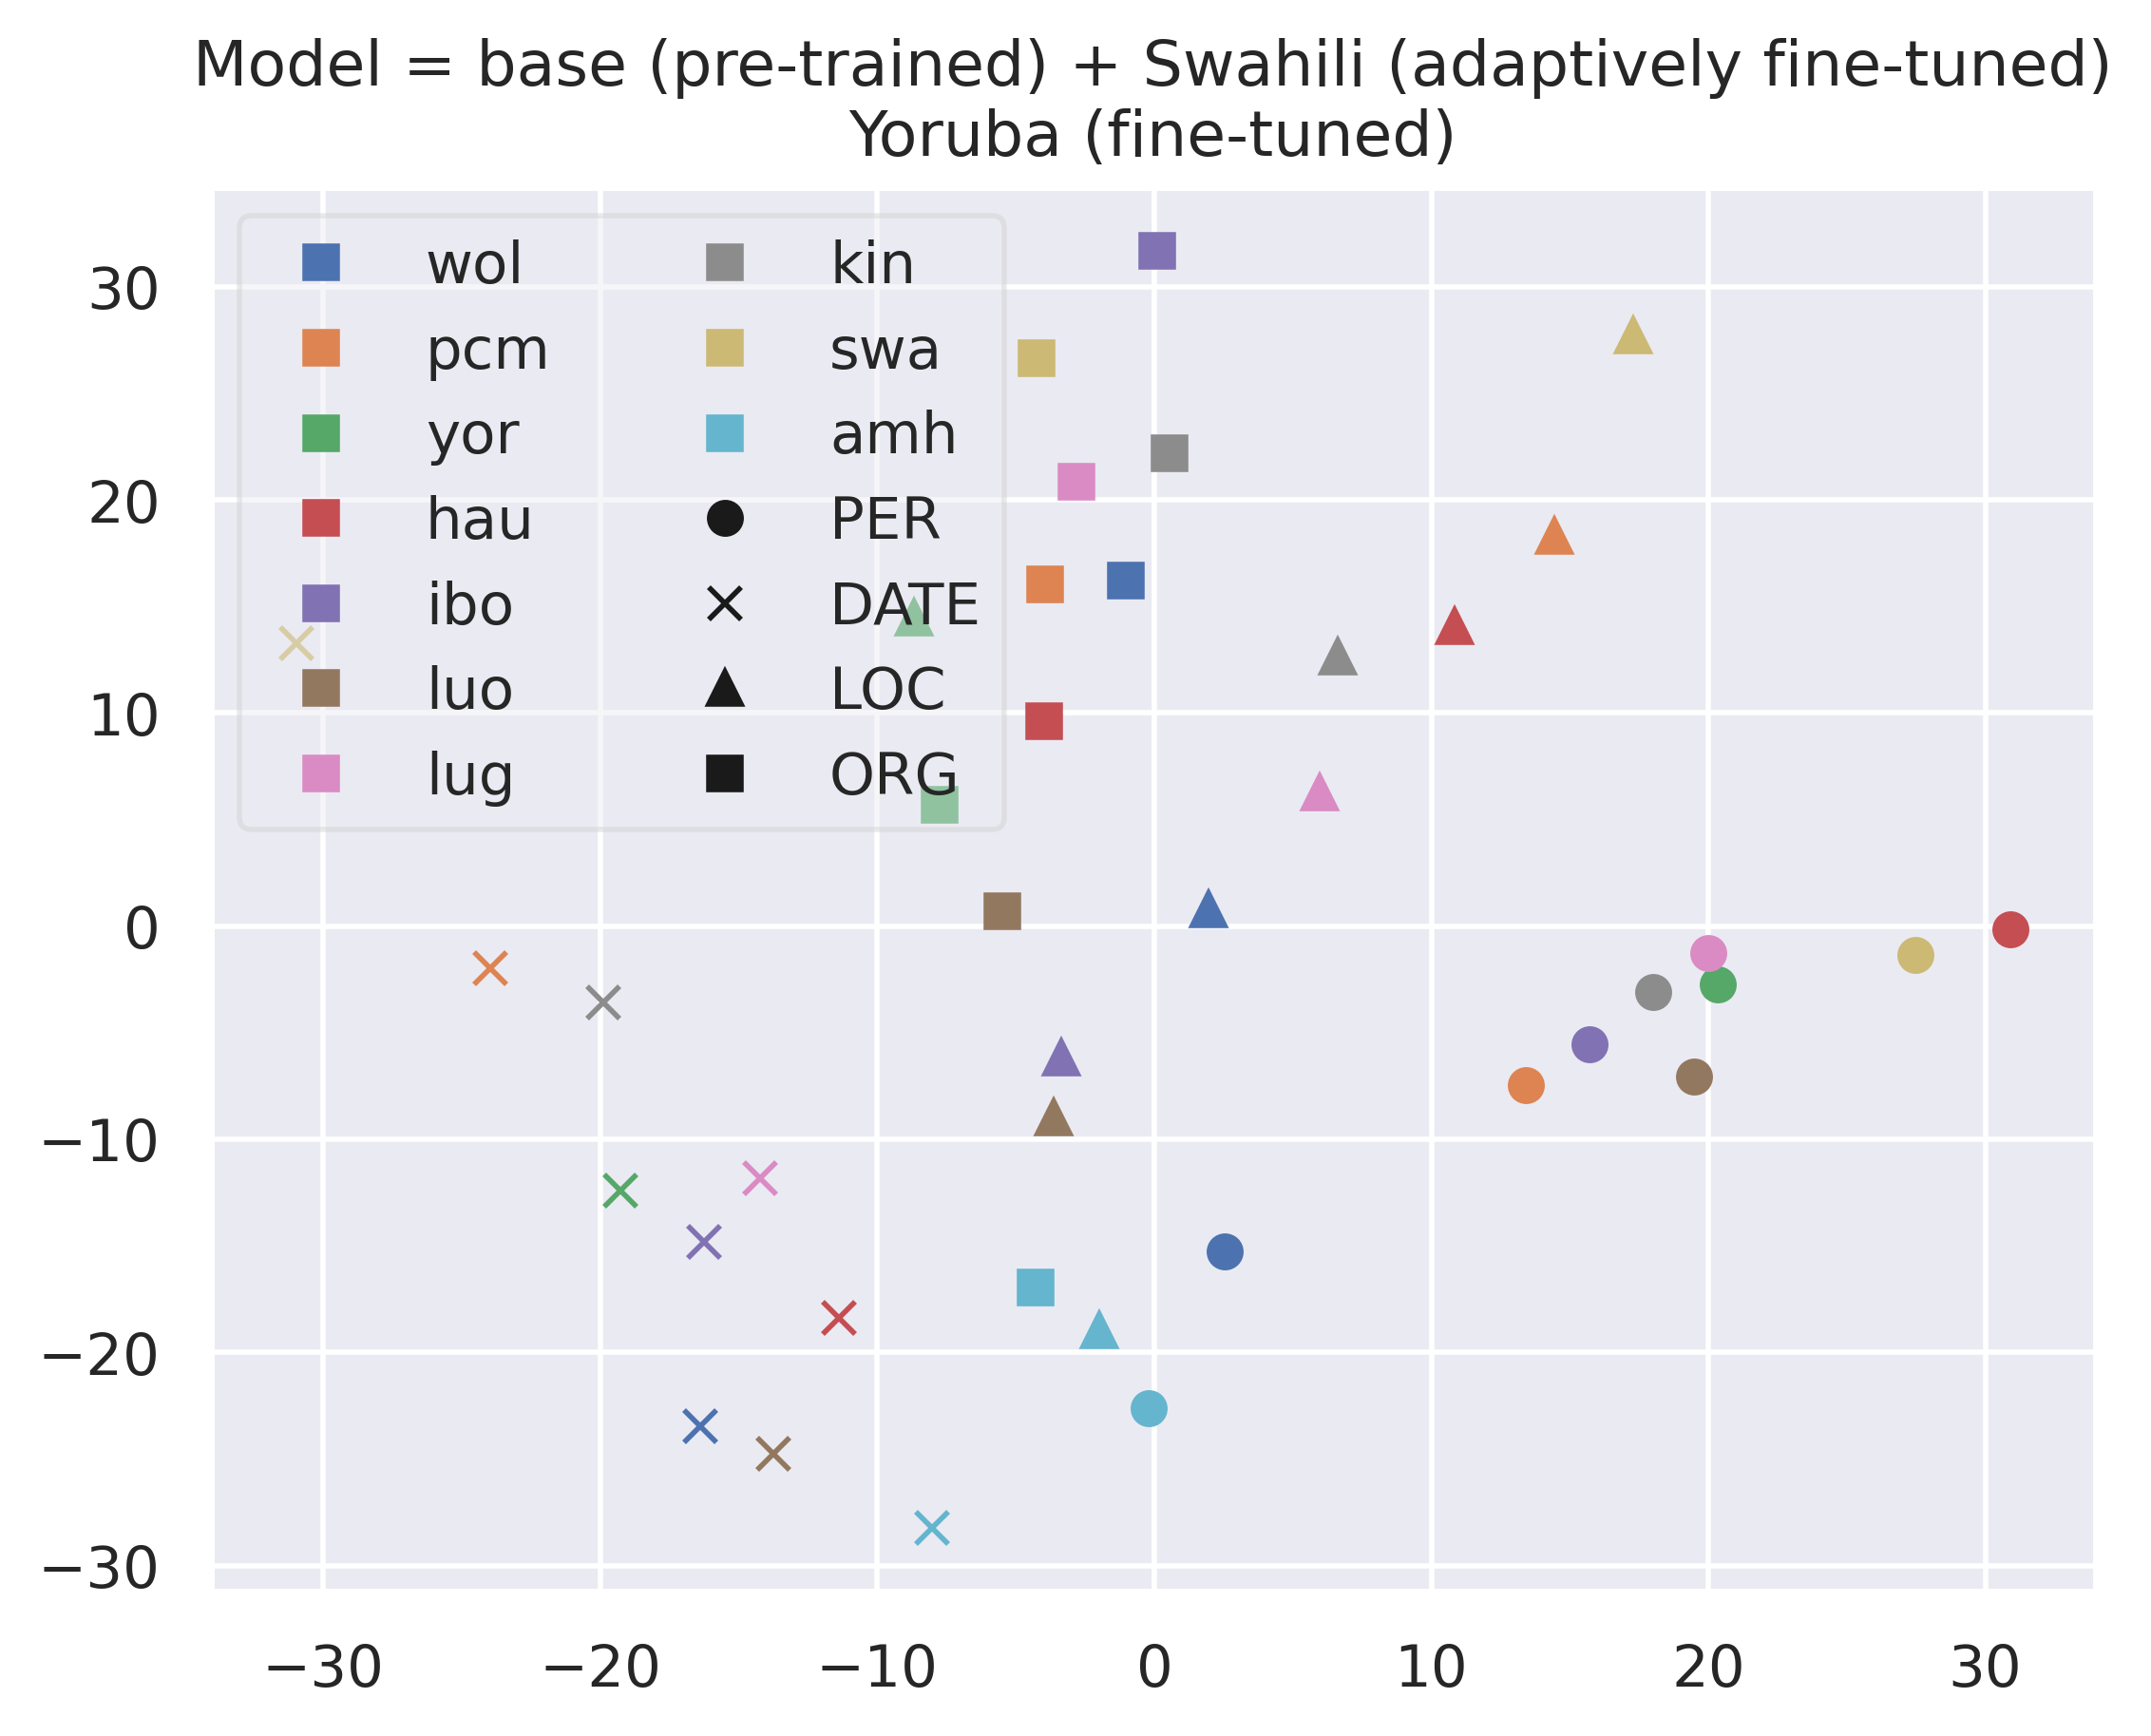 Model = base (pre-trained) + Swahili (adaptively fine-tuned)
Yoruba (fine-tuned)
wol
pcm
yor
hau
ibo
luo
lug
kin
swa
amh
PER
DATE
LOC
ORG
30
20
10
0
−10
−20
−30
−30 −20 −10 0 10 20 30